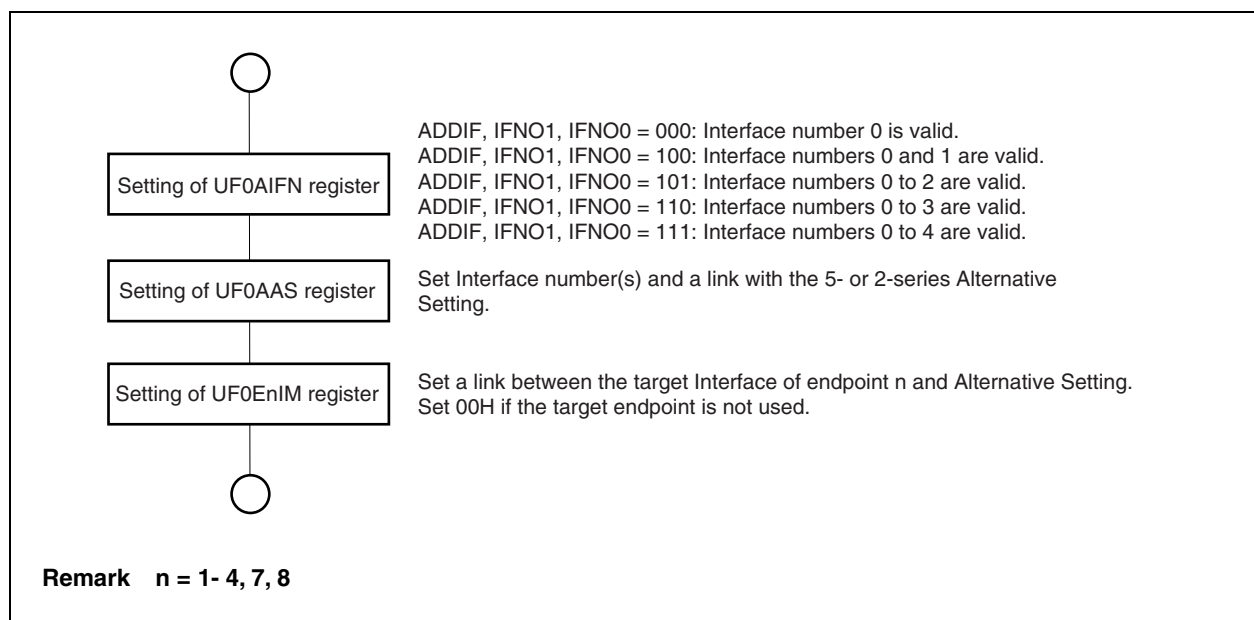 Setting of UF0AIFN register
ADDIF, IFNO1, IFNO0 = 000: Interface number 0 is valid.
ADDIF, IFNO1, IFNO0 = 100: Interface numbers 0 and 1 are valid.
ADDIF, IFNO1, IFNO0 = 101: Interface numbers 0 to 2 are valid.
ADDIF, IFNO1, IFNO0 = 110: Interface numbers 0 to 3 are valid.
ADDIF, IFNO1, IFNO0 = 111: Interface numbers 0 to 4 are valid.
Setting of UF0AAS register
Set Interface number(s) and a link with the 5- or 2-series Alternative
Setting.
Setting of UF0EnIM register
Set a link between the target Interface of endpoint n and Alternative Setting.
Set 00H if the target endpoint is not used.
Remark n = 1- 4, 7, 8